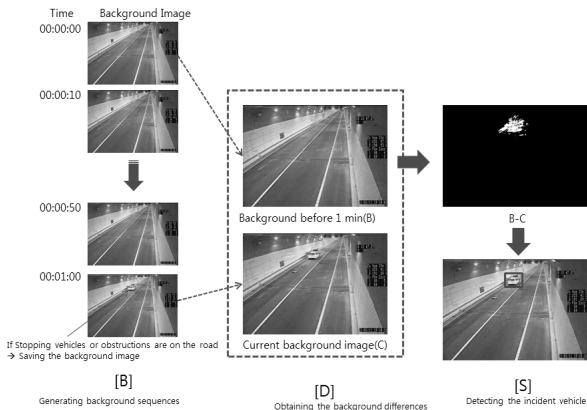 Time Background Image
00:00:00
00:00:10
00:00:50
00:01:00
If Stopping vehicles or obstructions are on the road
→ Saving the background image
[B]
Generating background sequences
Background before 1 min(B)
Current background image(C)
[D]
Obtaining the background differences
B-C
[S]
Detecting the incident vehicle